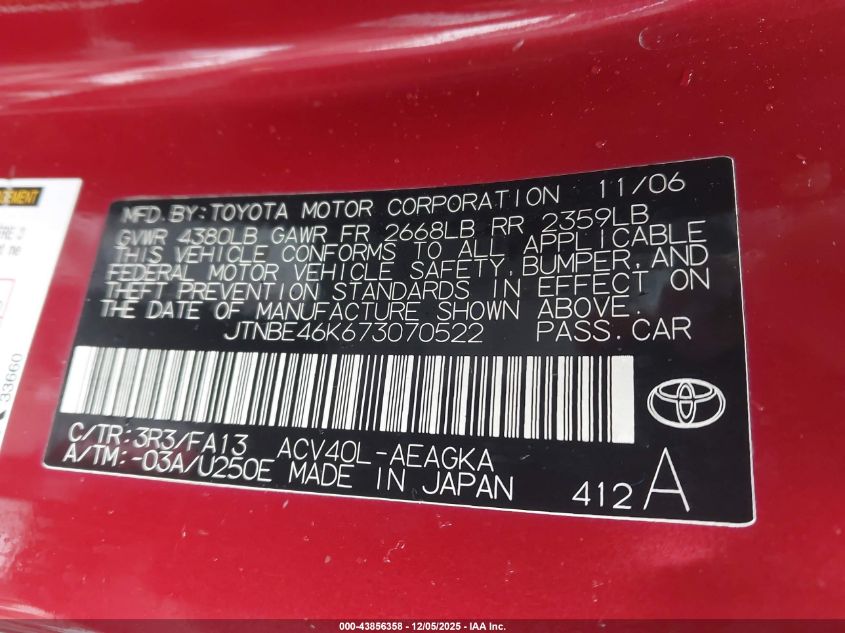 MFD. BY: TOYOTA MOTOR CORPORATION 11/06
GVWR 4380LB GAWR FR 2668LB RR 2359LB
THIS VEHICLE CONFORMS TO ALL APPLICABLE
FEDERAL MOTOR VEHICLE SAFETY, BUMPER, AND
THEFT PREVENTION STANDARDS IN EFFECT ON
THE DATE OF MANUFACTURE SHOWN ABOVE.
JTNBE46K673070522 PASS. CAR
C/TR: 3R3/FA13 ACV40L-AEAGKA
A/TM: -03A/U250E MADE IN JAPAN
412 A
33660
000-43856358 - 12/05/2025 - IAA Inc.